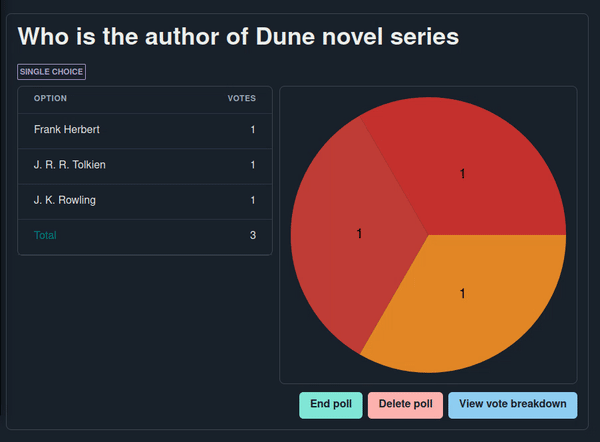 Who is the author of Dune novel series
SINGLE CHOICE
OPTION VOTES
Frank Herbert 1
J. R. R. Tolkien 1
J. K. Rowling 1
Total 3
1
1
1
End poll Delete poll View vote breakdown